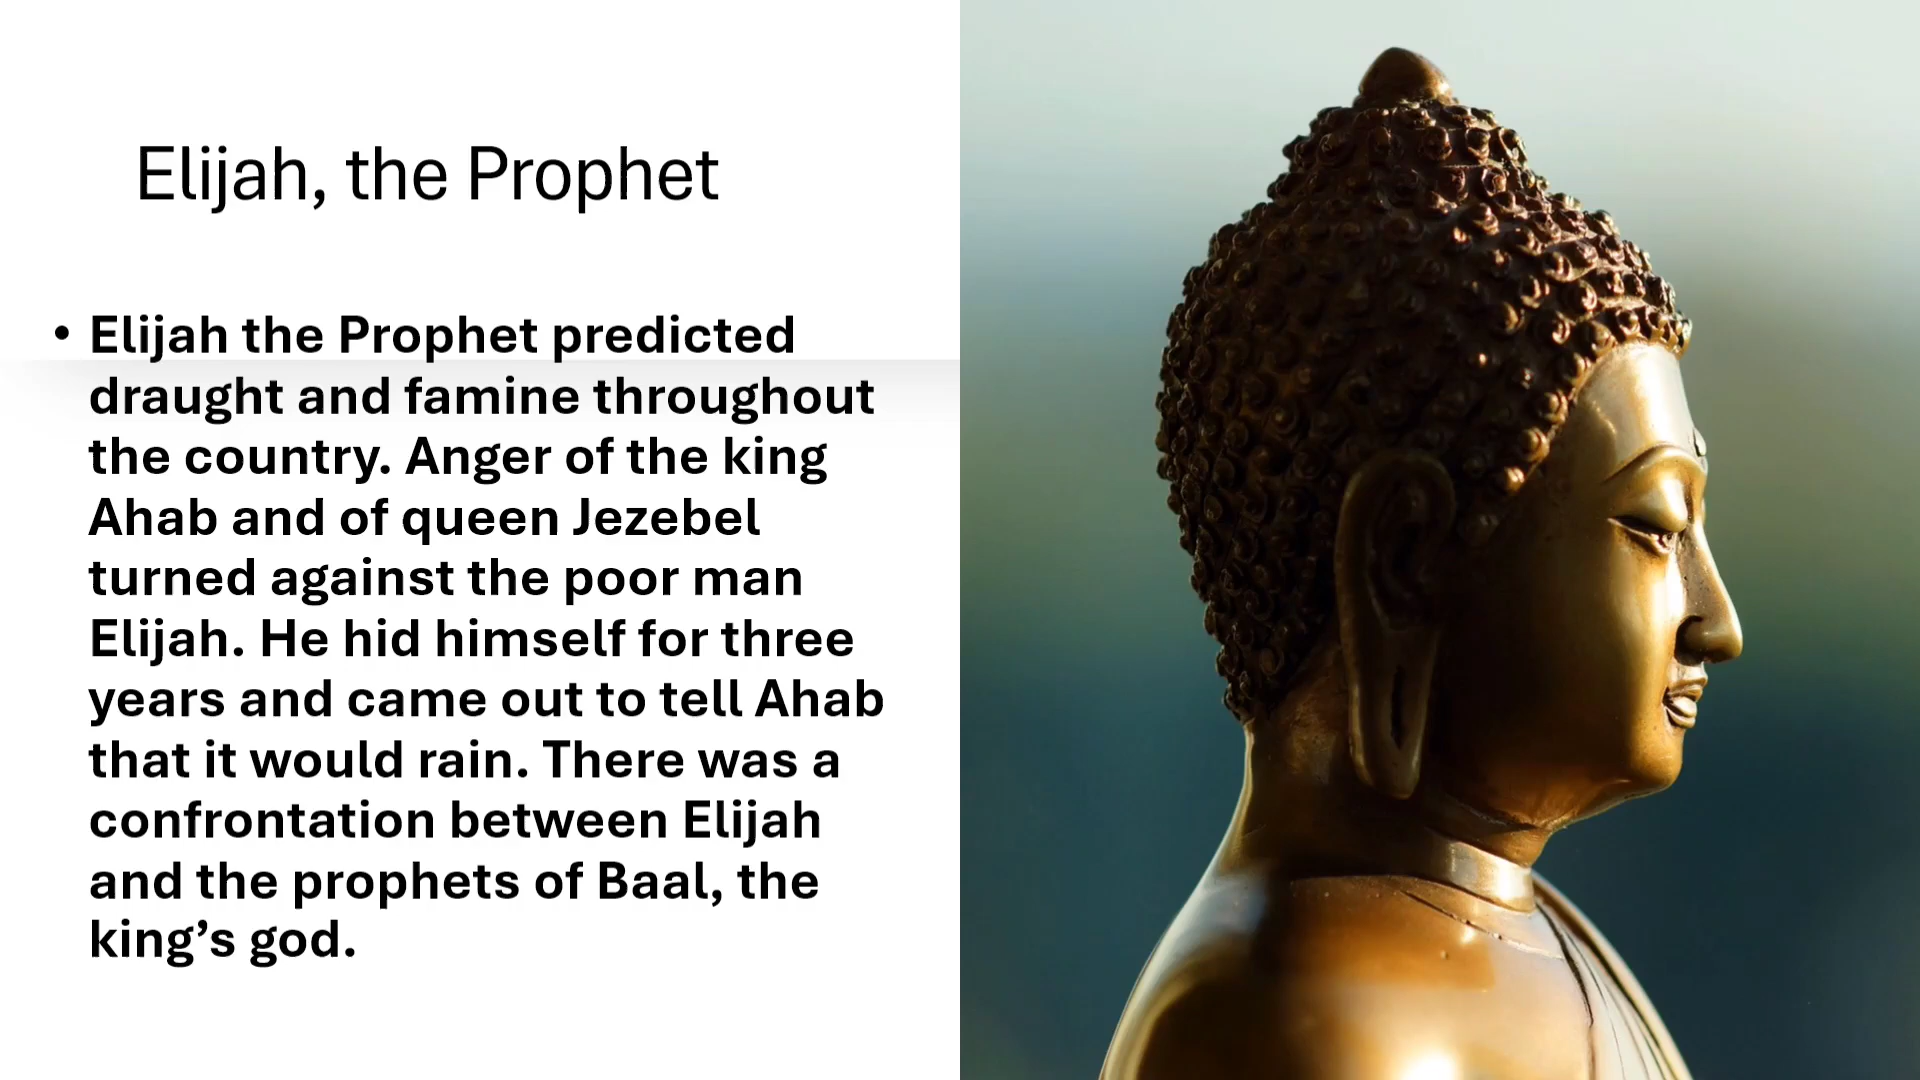 Elijah, the Prophet
• Elijah the Prophet predicted
draught and famine throughout
the country. Anger of the king
Ahab and of queen Jezebel
turned against the poor man
Elijah. He hid himself for three
years and came out to tell Ahab
that it would rain. There was a
confrontation between Elijah
and the prophets of Baal, the
king’s god.